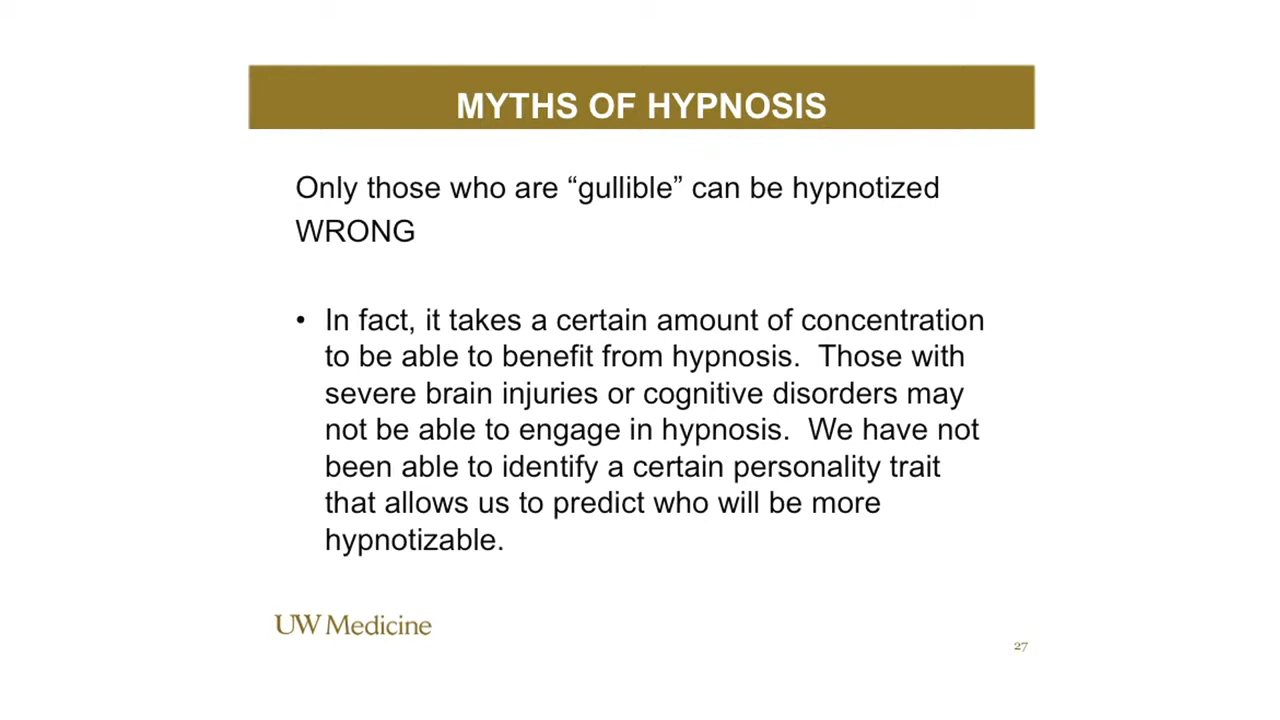 MYTHS OF HYPNOSIS
Only those who are “gullible” can be hypnotized
WRONG
• In fact, it takes a certain amount of concentration
to be able to benefit from hypnosis.  Those with
severe brain injuries or cognitive disorders may
not be able to engage in hypnosis.  We have not
been able to identify a certain personality trait
that allows us to predict who will be more
hypnotizable.
UW Medicine
27